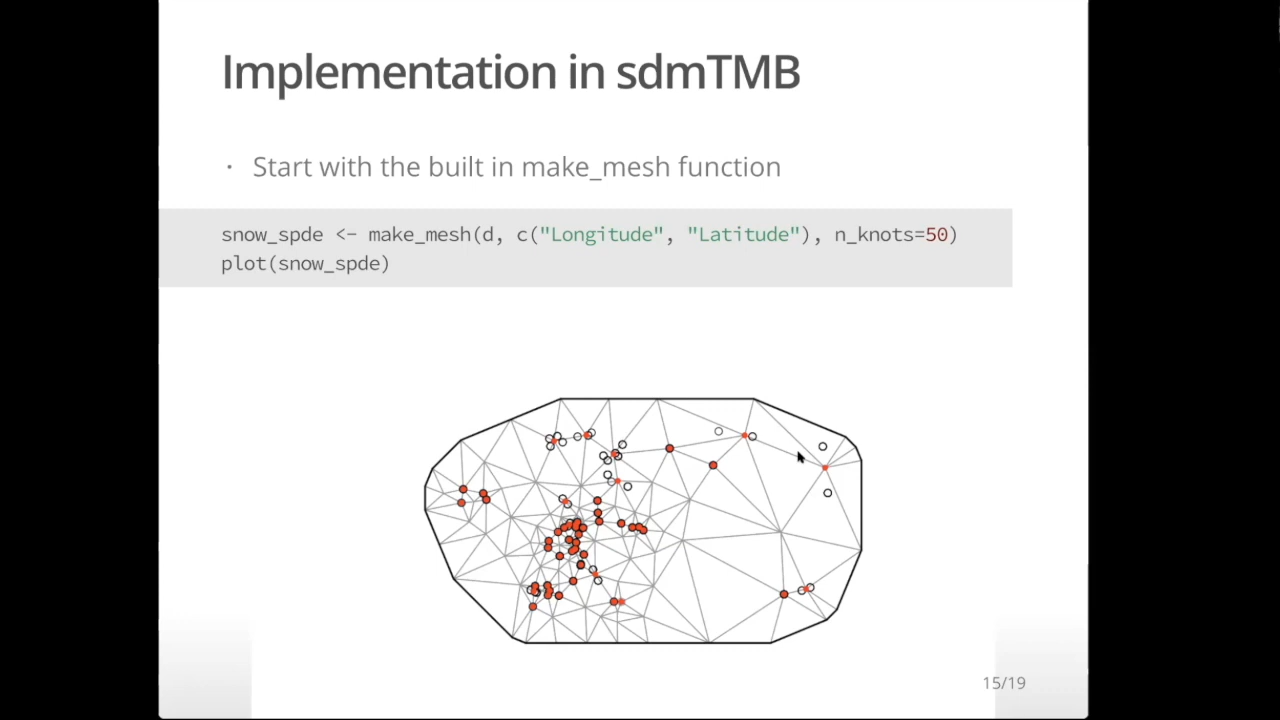 Implementation in sdmTMB
· Start with the built in make_mesh function
snow_spde <- make_mesh(d, c("Longitude", "Latitude"), n_knots=50)
plot(snow_spde)
15/19